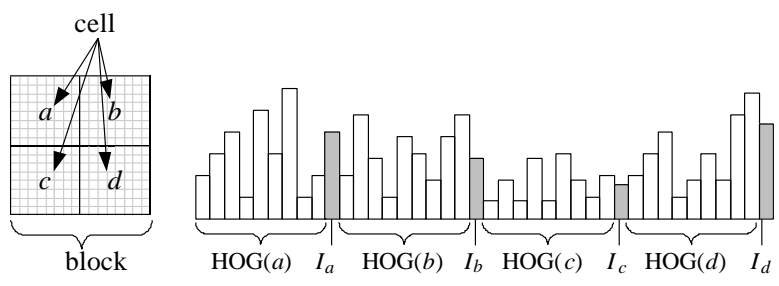 cell
a b
c d
block
HOG(a) I_a HOG(b) I_b HOG(c) I_c HOG(d) I_d